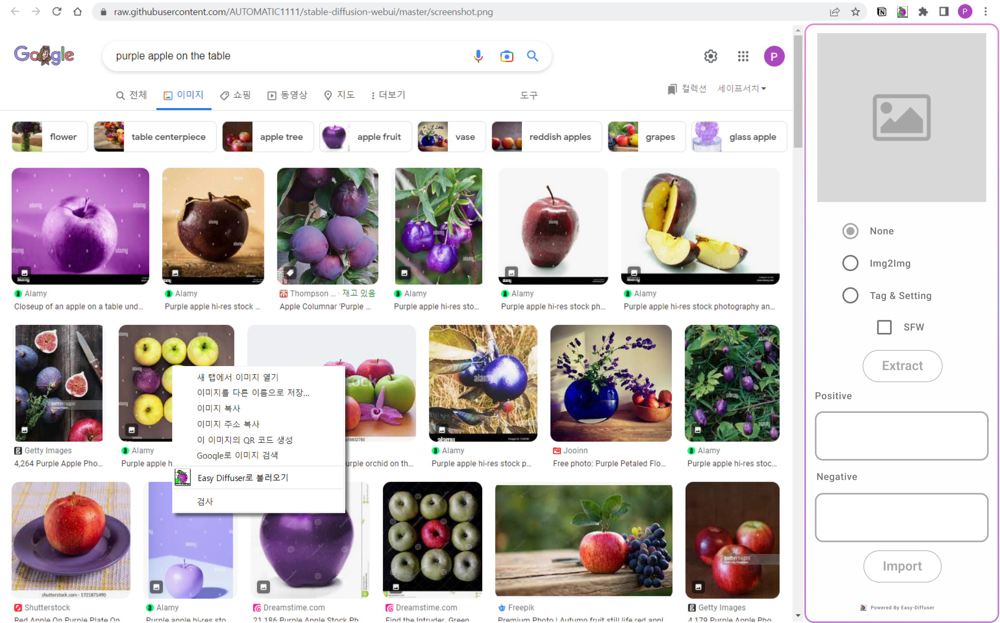 raw.githubusercontent.com/AUTOMATIC1111/stable-diffusion-webui/master/screenshot.png
P
Google
purple apple on the table
P
전체
이미지
쇼핑
동영상
지도
더보기
도구
컬렉션
세이프서치
flower
table centerpiece
apple tree
apple fruit
vase
reddish apples
grapes
glass apple
alamy
alamy
alamy
alamy
alamy
alamy
Alamy
Alamy
Thompson ... · 재고 있음
Alamy
Alamy
Alamy
Closeup of an apple on a table und...
Purple apple hi-res stock ...
Apple Columnar 'Purple ...
Purple apple hi-res sto...
Purple apple hi-res stock ph...
Purple apple hi-res stock photography an...
gettyimages
alamy
Getty Images
Alamy
Alamy
Jooinn
Alamy
4,264 Purple Apple Pho...
Purple apple h
urple orchid on th...
Purple apple hi-res stock p...
Free photo: Purple Petaled Flo...
Purple apple hi-res stoc...
새 탭에서 이미지 열기
이미지를 다른 이름으로 저장...
이미지 복사
이미지 주소 복사
이 이미지의 QR 코드 생성
Google로 이미지 검색
Easy Diffuser로 불러오기
검사
shutterstock.com · 1721871490
alamy
gettyimages
Shutterstock
Alamy
Dreamstime.com
Dreamstime.com
Freepik
Getty Images
Red Apple On Purple Plate On
Purple apple hi-res sto
21,186 Purple Apple Stock Ph
Find the Intruder. Green
Premium Photo | Autumn fruit still life red appl
4,179 Purple Apple Pho
None
Img2Img
Tag & Setting
SFW
Extract
Positive
Negative
Import
Powered By Easy-Diffuser